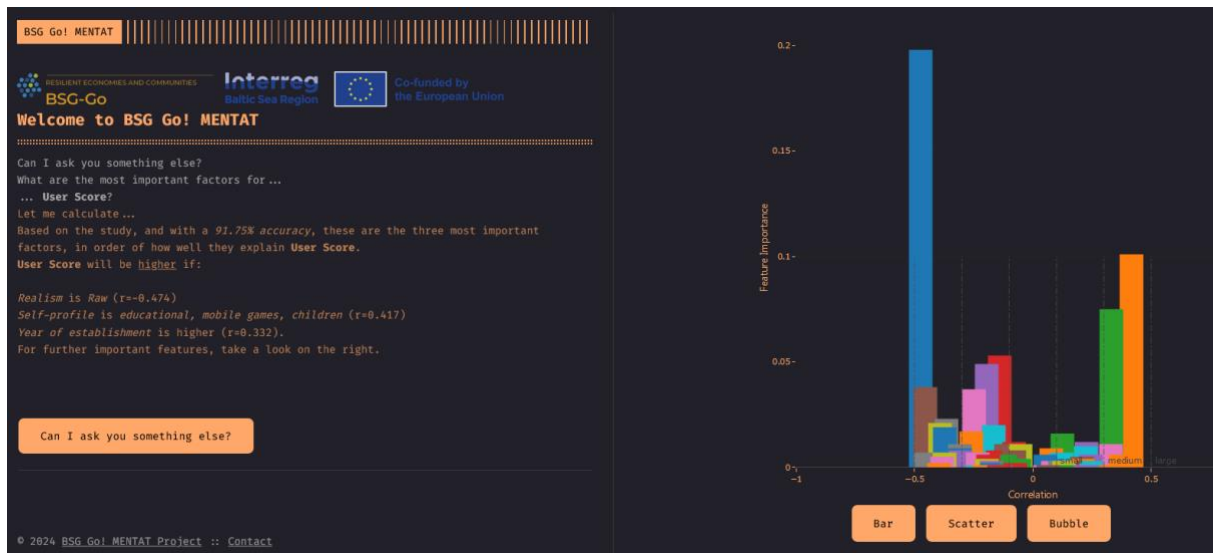 BSG Go! MENTAT
RESILIENT ECONOMIES AND COMMUNITIES
BSG-Go
Interreg
Baltic Sea Region
Co-funded by
the European Union
Welcome to BSG Go! MENTAT
Can I ask you something else?
What are the most important factors for...
... User Score?
Let me calculate...
Based on the study, and with a 91.75% accuracy, these are the three most important
factors, in order of how well they explain User Score.
User Score will be higher if:
Realism is Raw (r=-0.474)
Self-profile is educational, mobile games, children (r=0.417)
Year of establishment is higher (r=0.332).
For further important features, take a look on the right.
Can I ask you something else?
© 2024 BSG Go! MENTAT Project :: Contact
0.2
0.15
0.1
0.05
0
Feature Importance
small medium large
−1 −0.5 0 0.5
Correlation
Bar Scatter Bubble